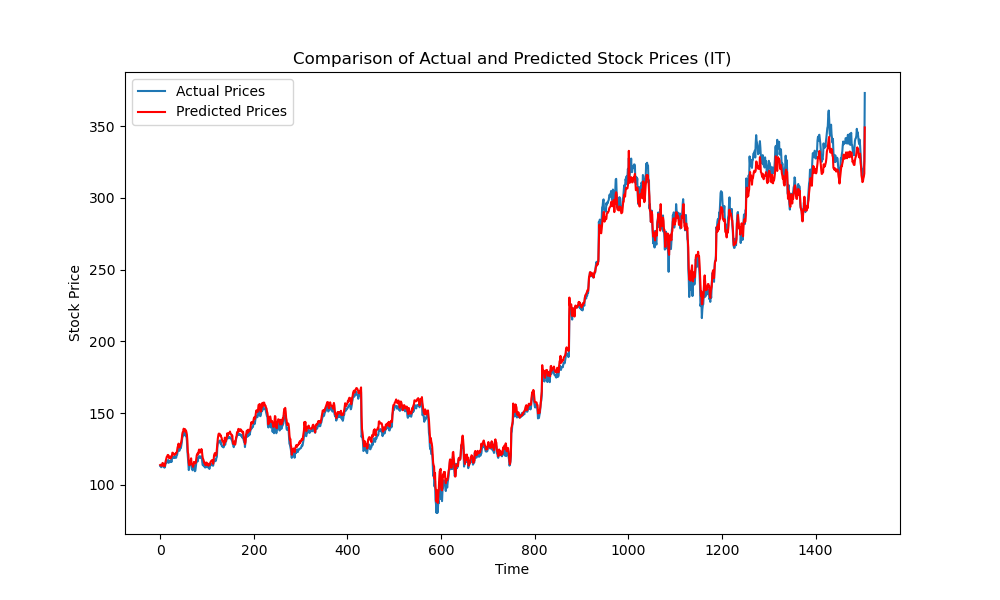 Comparison of Actual and Predicted Stock Prices (IT)
Actual Prices
Predicted Prices
350
300
250
200
150
100
Stock Price
0 200 400 600 800 1000 1200 1400
Time